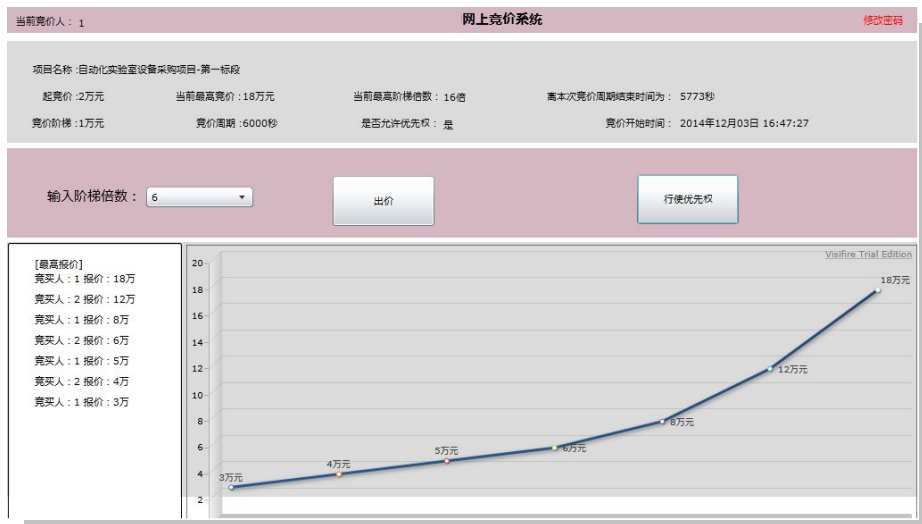 当前竞价人： 1
网上竞价系统
修改密码
项目名称 :自动化实验室设备采购项目-第一标段
起竞价 :2万元
当前最高竞价 :18万元
当前最高阶梯倍数： 16倍
离本次竞价周期结束时间为： 5773秒
竞价阶梯 :1万元
竞价周期 :6000秒
是否允许优先权： 是
竞价开始时间： 2014年12月03日 16:47:27
输入阶梯倍数： 6
出价
行使优先权
[最高报价]
竞买人：1 报价：18万
竞买人：2 报价：12万
竞买人：1 报价：8万
竞买人：2 报价：6万
竞买人：1 报价：5万
竞买人：2 报价：4万
竞买人：1 报价：3万
Visifire Trial Edition
20
18
16
14
12
10
8
6
4
2
3万元
4万元
5万元
6万元
8万元
12万元
18万元